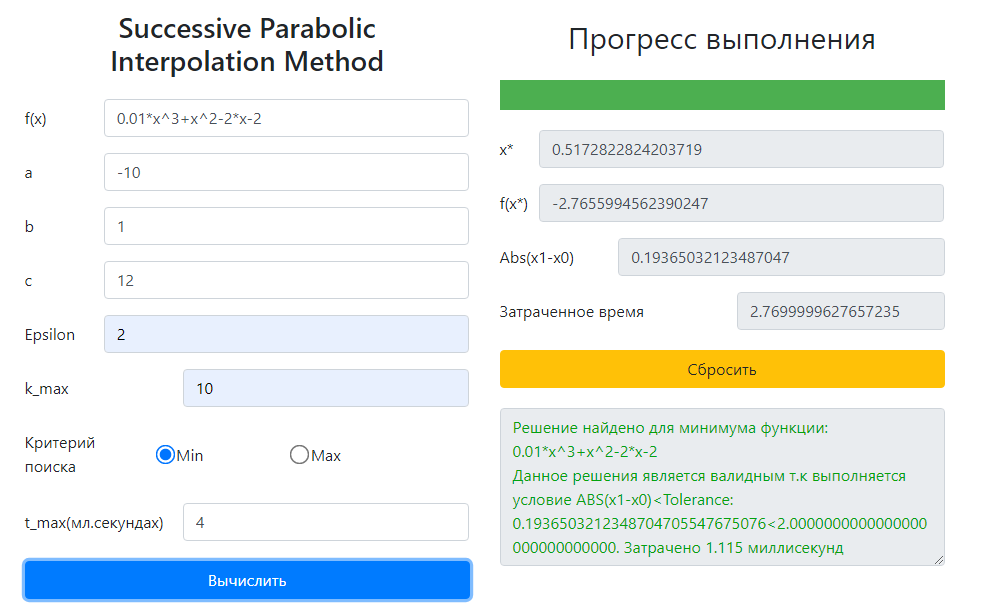 Successive Parabolic
Interpolation Method
f(x) 0.01*x^3+x^2-2*x-2
a -10
b 1
c 12
Epsilon 2
k_max 10
Критерий
поиска
Min Max
t_max(мл.секундах) 4
Вычислить
Прогресс выполнения
x* 0.5172822824203719
f(x*) -2.7655994562390247
Abs(x1-x0) 0.19365032123487047
Затраченное время 2.7699999627657235
Сбросить
Решение найдено для минимума функции:
0.01*x^3+x^2-2*x-2
Данное решения является валидным т.к выполняется
условие ABS(x1-x0)<Tolerance:
0.1936503212348704705547675076<2.0000000000000000
000000000000. Затрачено 1.115 миллисекунд